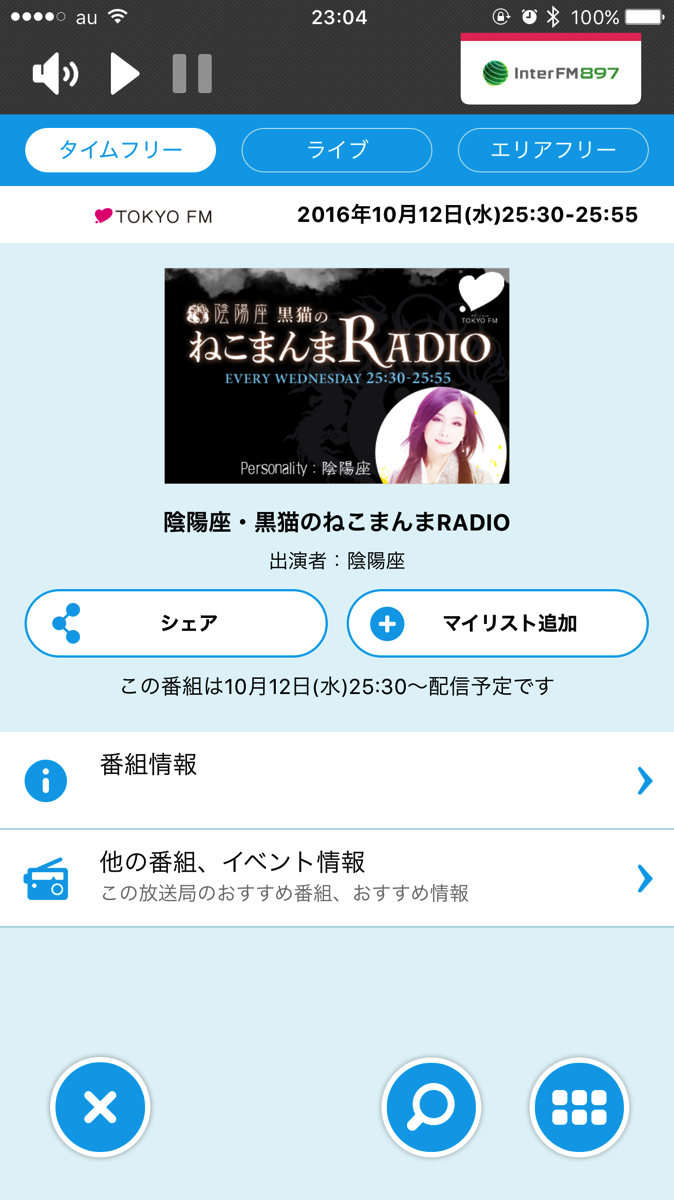 au 23:04 100%
InterFM897
タイムフリー ライブ エリアフリー
TOKYO FM 2016年10月12日(水)25:30-25:55
TOKYO FM
陰陽座 黒猫の
ねこまんまRADIO
EVERY WEDNESDAY 25:30-25:55
Personality：陰陽座
陰陽座・黒猫のねこまんまRADIO
出演者：陰陽座
シェア マイリスト追加
この番組は10月12日(水)25:30〜配信予定です
番組情報
他の番組、イベント情報
この放送局のおすすめ番組、おすすめ情報